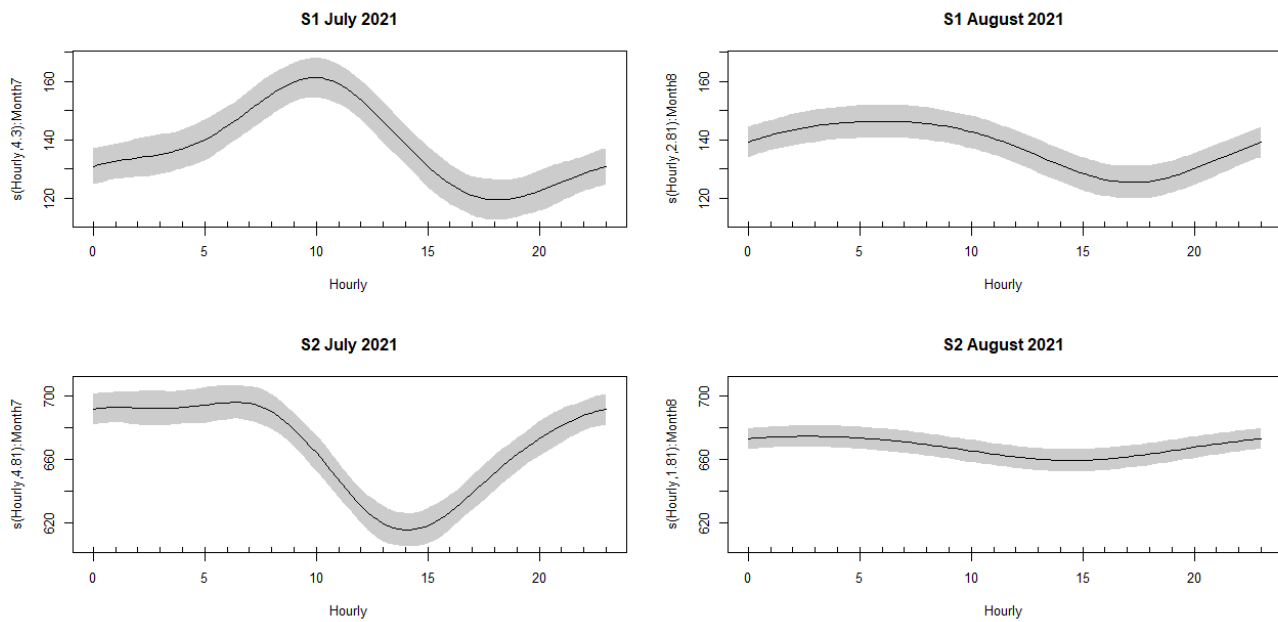 S1 July 2021
s(Hourly,4.3):Month7
160
140
120
0 5 10 15 20
Hourly
S1 August 2021
s(Hourly,2.81):Month8
160
140
120
0 5 10 15 20
Hourly
S2 July 2021
s(Hourly,4.81):Month7
700
660
620
0 5 10 15 20
Hourly
S2 August 2021
s(Hourly,1.81):Month8
700
660
620
0 5 10 15 20
Hourly